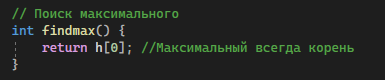 // Поиск максимального
int findmax() {
    return h[0]; //Максимальный всегда корень
}